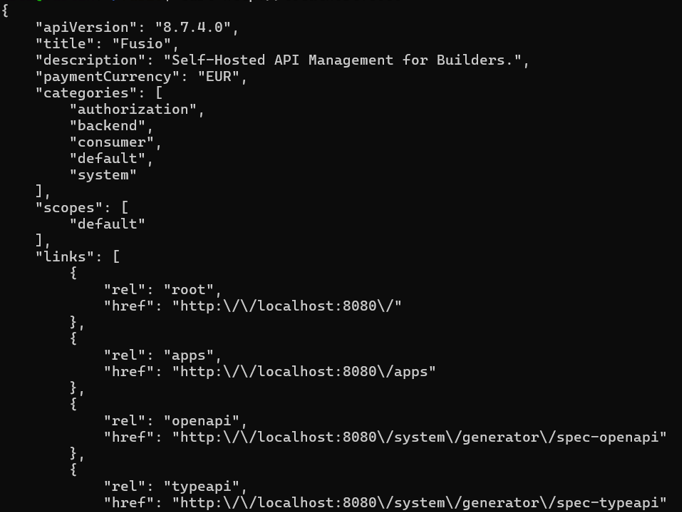 {
    "apiVersion": "8.7.4.0",
    "title": "Fusio",
    "description": "Self-Hosted API Management for Builders.",
    "paymentCurrency": "EUR",
    "categories": [
        "authorization",
        "backend",
        "consumer",
        "default",
        "system"
    ],
    "scopes": [
        "default"
    ],
    "links": [
        {
            "rel": "root",
            "href": "http:\/\/localhost:8080\/"
        },
        {
            "rel": "apps",
            "href": "http:\/\/localhost:8080\/apps"
        },
        {
            "rel": "openapi",
            "href": "http:\/\/localhost:8080\/system\/generator\/spec-openapi"
        },
        {
            "rel": "typeapi",
            "href": "http:\/\/localhost:8080\/system\/generator\/spec-typeapi"